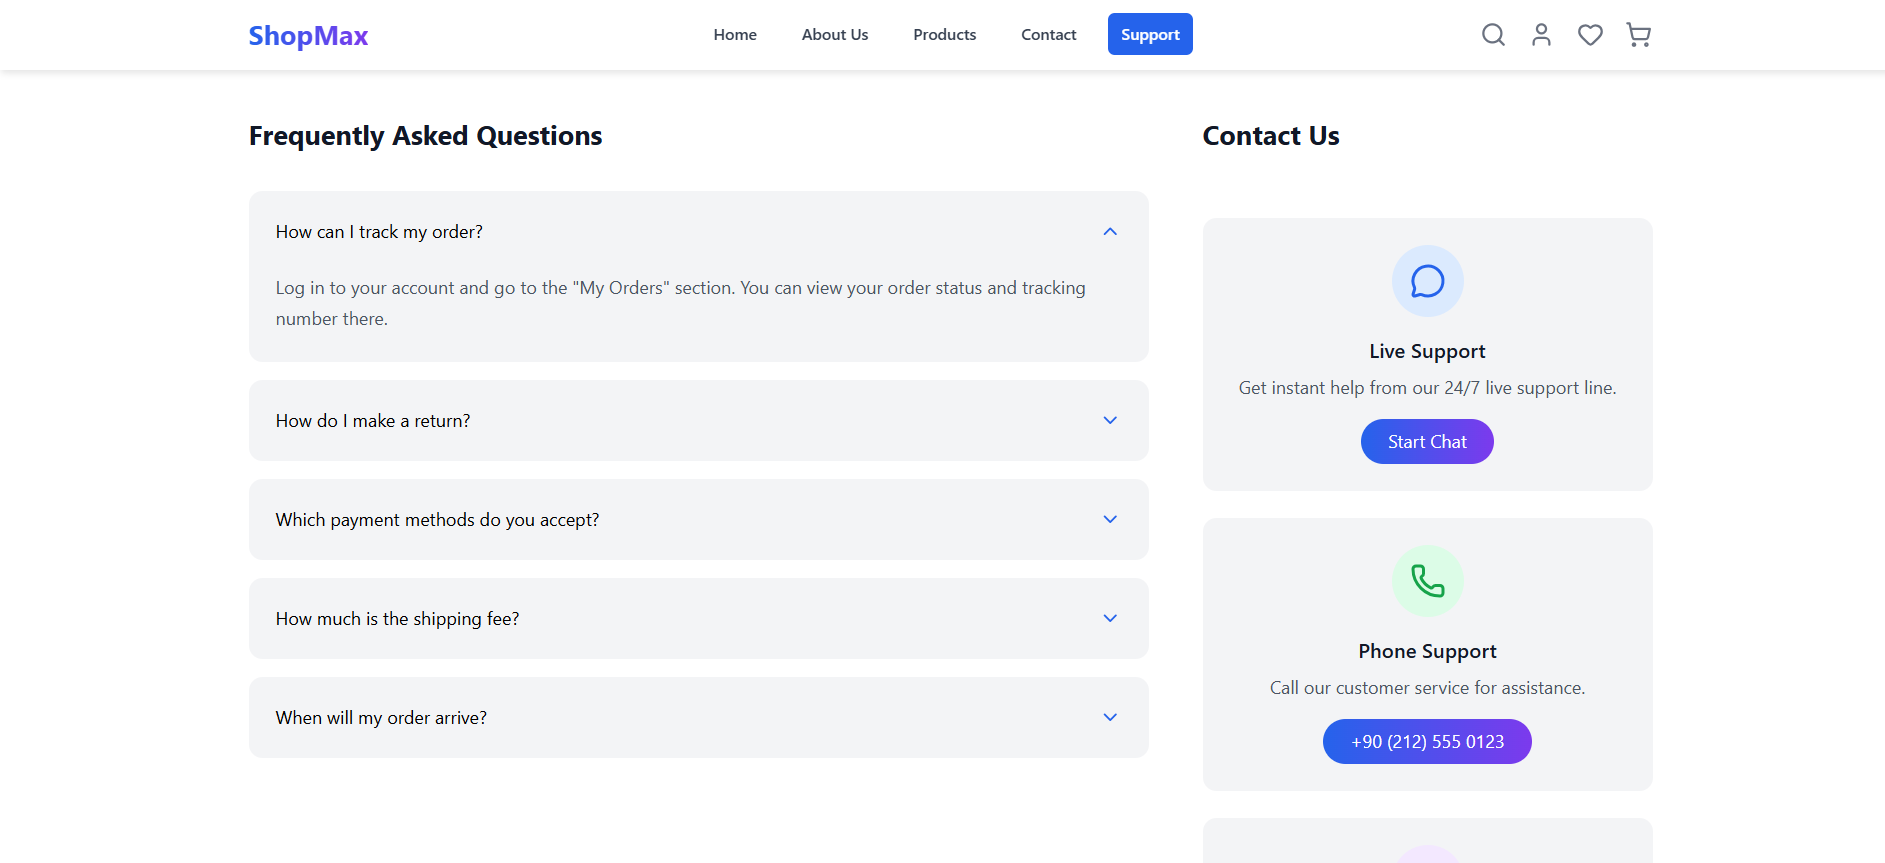 ShopMax
Home
About Us
Products
Contact
Support
Frequently Asked Questions
How can I track my order?
Log in to your account and go to the "My Orders" section. You can view your order status and tracking
number there.
How do I make a return?
Which payment methods do you accept?
How much is the shipping fee?
When will my order arrive?
Contact Us
Live Support
Get instant help from our 24/7 live support line.
Start Chat
Phone Support
Call our customer service for assistance.
+90 (212) 555 0123